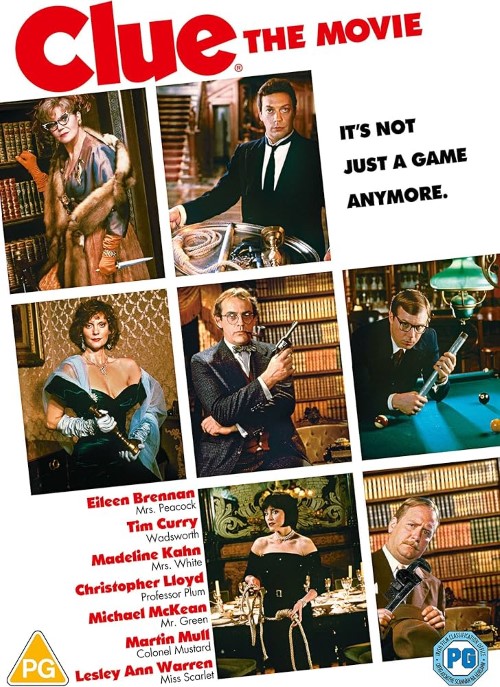 Clue® THE MOVIE
IT'S NOT
JUST A GAME
ANYMORE.
Eileen Brennan
Mrs. Peacock
Tim Curry
Wadsworth
Madeline Kahn
Mrs. White
Christopher Lloyd
Professor Plum
Michael McKean
Mr. Green
Martin Mull
Colonel Mustard
Lesley Ann Warren
Miss Scarlet
PG
PG